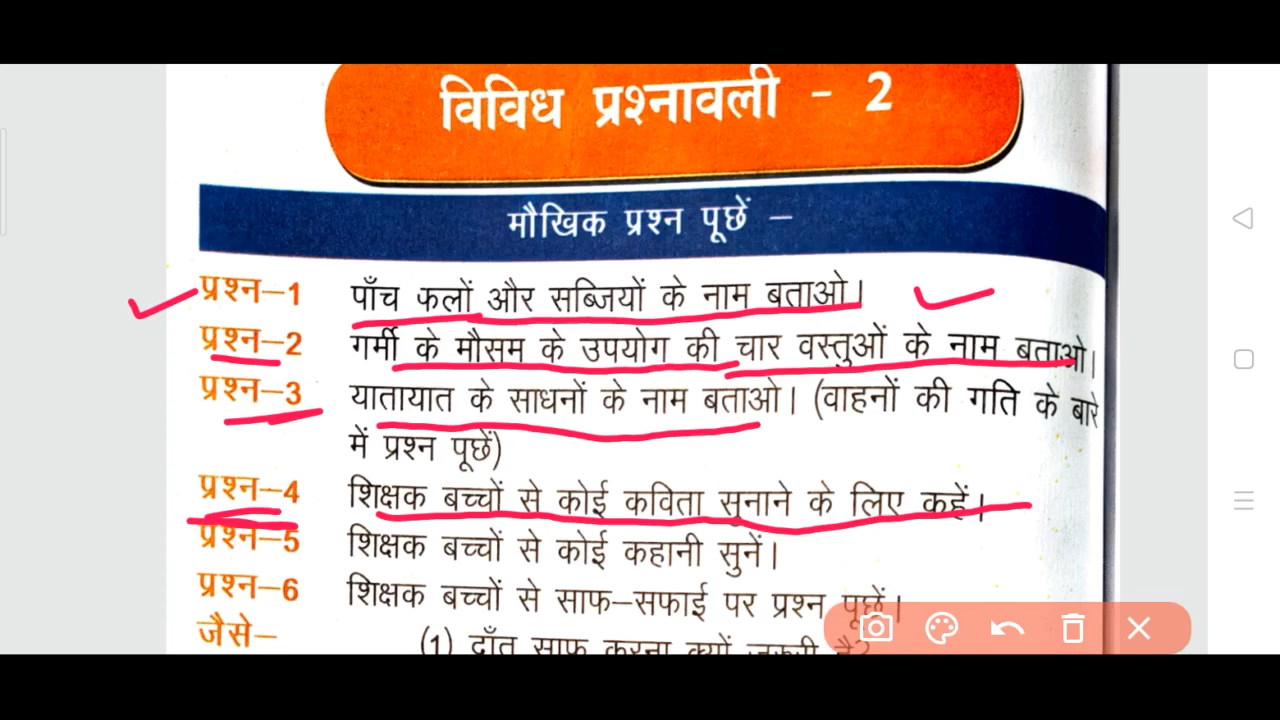 विविध प्रश्नावली - 2
मौखिक प्रश्न पूछें –
प्रश्न–1 पाँच फलों और सब्जियों के नाम बताओ।
प्रश्न–2 गर्मी के मौसम के उपयोग की चार वस्तुओं के नाम बताओ।
प्रश्न–3 यातायात के साधनों के नाम बताओ। (वाहनों की गति के बारे
में प्रश्न पूछें)
प्रश्न–4 शिक्षक बच्चों से कोई कविता सुनाने के लिए कहें।
प्रश्न–5 शिक्षक बच्चों से कोई कहानी सुनें।
प्रश्न–6 शिक्षक बच्चों से साफ–सफाई पर प्रश्न पूछें।
जैसे– (1) दाँत साफ करना क्यों जरूरी है?